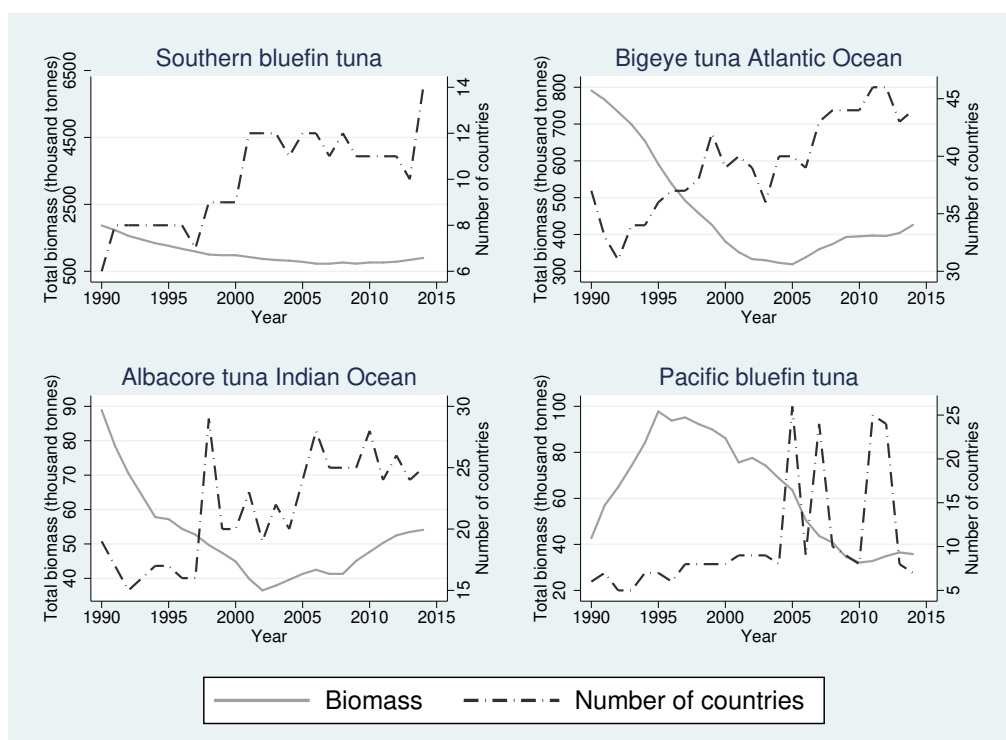 Southern bluefin tuna
Total biomass (thousand tonnes)
500 2500 4500 6500
6 8 10 12 14
Number of countries
1990 1995 2000 2005 2010 2015
Year
Bigeye tuna Atlantic Ocean
Total biomass (thousand tonnes)
300 400 500 600 700 800
30 35 40 45
Number of countries
1990 1995 2000 2005 2010 2015
Year
Albacore tuna Indian Ocean
Total biomass (thousand tonnes)
40 50 60 70 80 90
15 20 25 30
Number of countries
1990 1995 2000 2005 2010 2015
Year
Pacific bluefin tuna
Total biomass (thousand tonnes)
20 40 60 80 100
5 10 15 20 25
Number of countries
1990 1995 2000 2005 2010 2015
Year
Biomass Number of countries